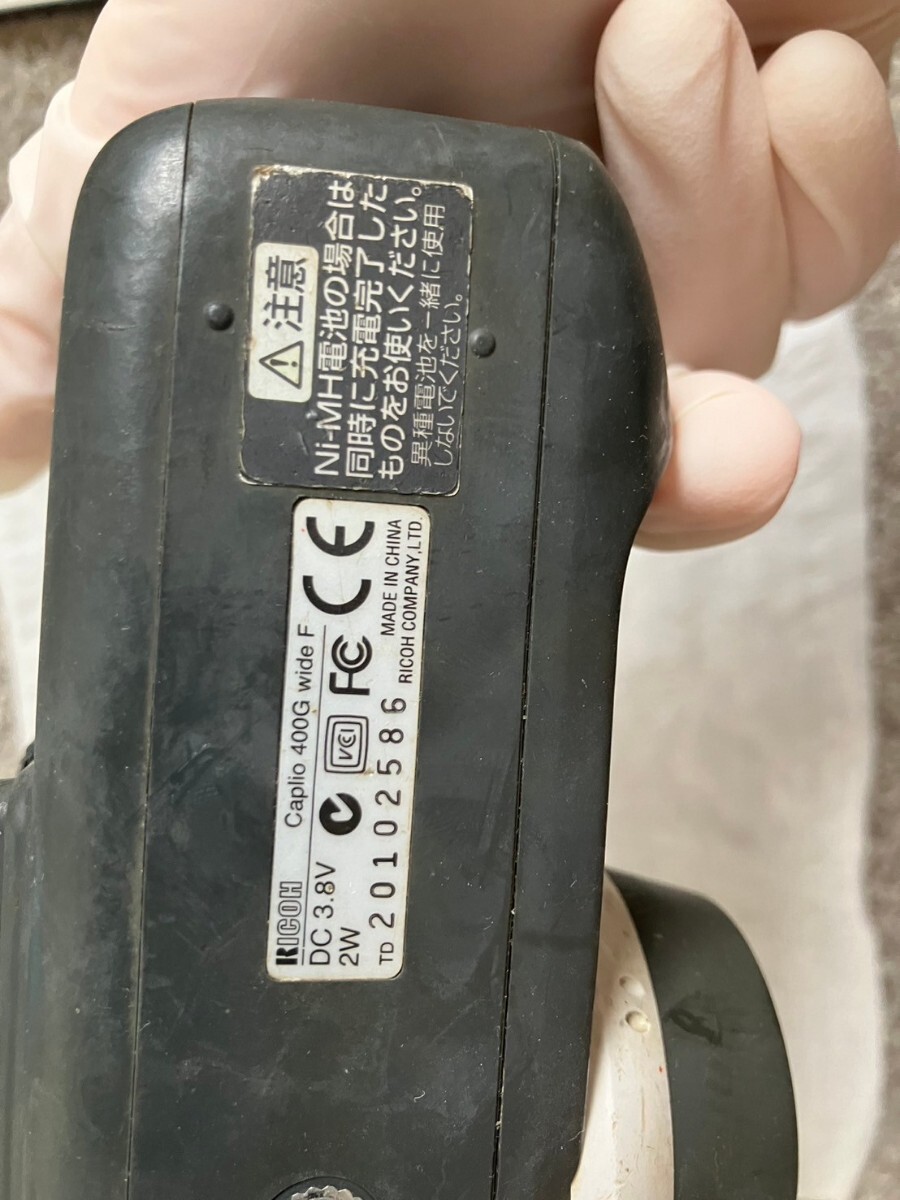 注意
Ni-MH電池の場合は
同時に充電完了した
ものをお使いください。
異種電池を一緒に使用
しないでください。
RICOH Caplio 400G wide F
DC 3.8V
2W
VCI FC CE
TD 20102586
MADE IN CHINA
RICOH COMPANY,LTD.